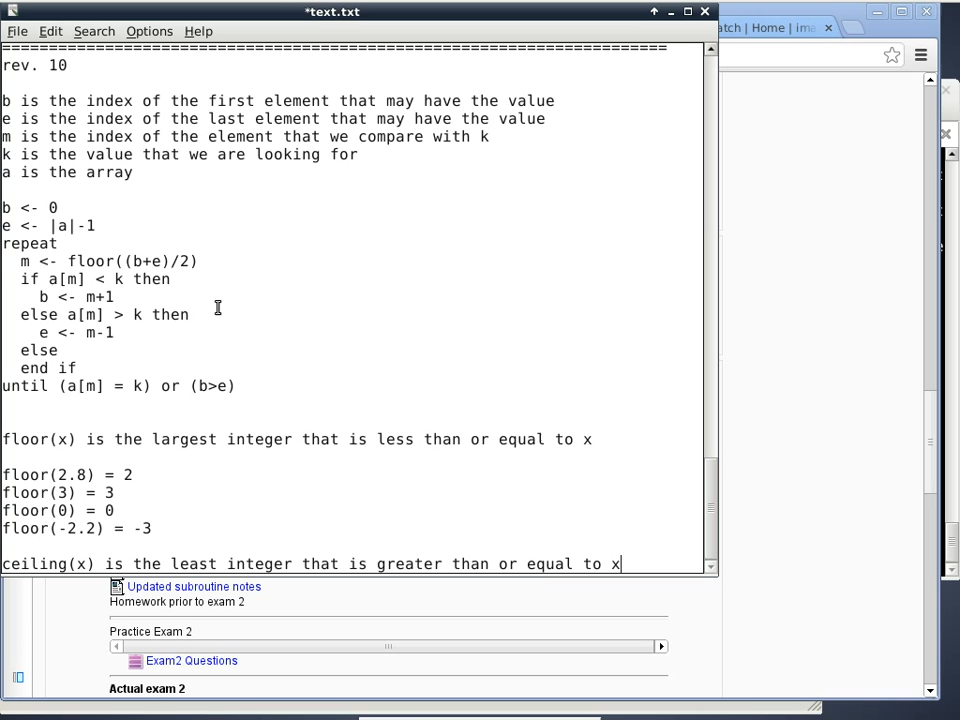 *text.txt
File Edit Search Options Help
================================================================================
rev. 10
b is the index of the first element that may have the value
e is the index of the last element that may have the value
m is the index of the element that we compare with k
k is the value that we are looking for
a is the array
b <- 0
e <- |a|-1
repeat
m <- floor((b+e)/2)
if a[m] < k then
b <- m+1
else a[m] > k then
e <- m-1
else
end if
until (a[m] = k) or (b>e)
floor(x) is the largest integer that is less than or equal to x
floor(2.8) = 2
floor(3) = 3
floor(0) = 0
floor(-2.2) = -3
ceiling(x) is the least integer that is greater than or equal to x
atch | Home | im
Updated subroutine notes
Homework prior to exam 2
Practice Exam 2
Exam2 Questions
Actual exam 2